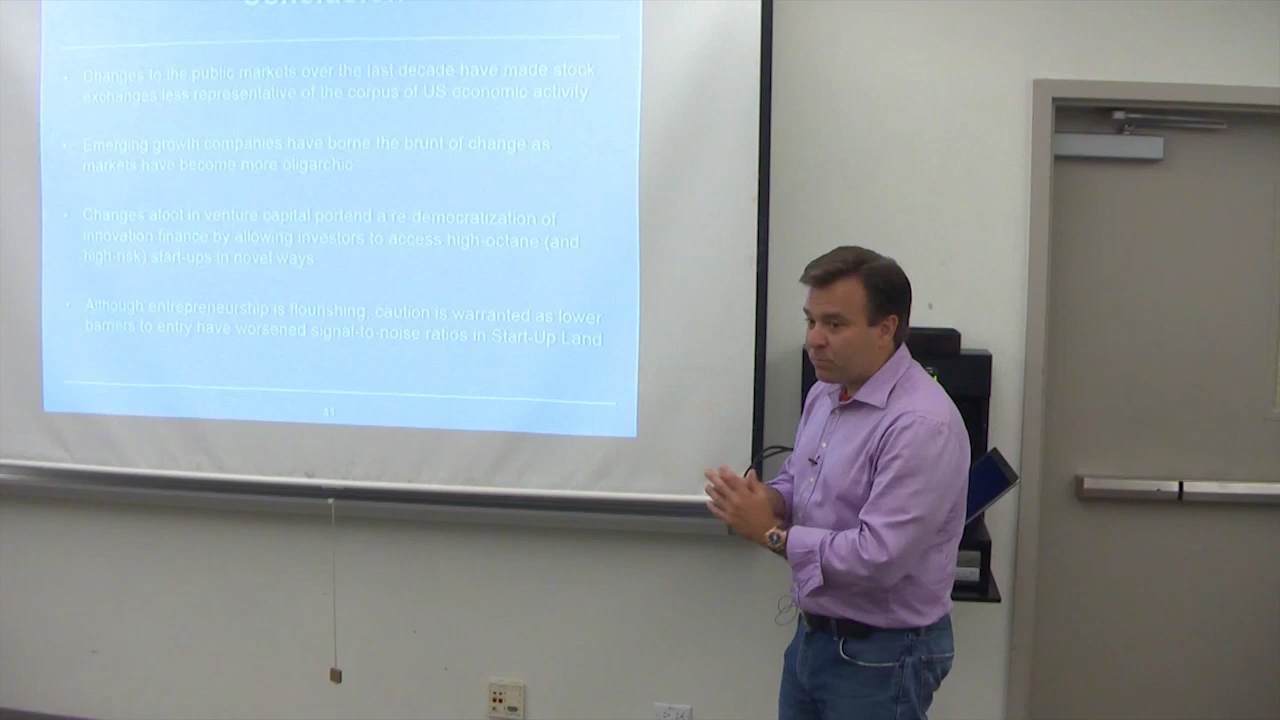 Conclusion
• Changes to the public markets over the last decade have made stock
exchanges less representative of the corpus of US economic activity
• Emerging growth companies have borne the brunt of change as
markets have become more oligarchic
• Changes afoot in venture capital portend a re-democratization of
innovation finance by allowing investors to access high-octane (and
high-risk) start-ups in novel ways
• Although entrepreneurship is flourishing, caution is warranted as lower
barriers to entry have worsened signal-to-noise ratios in Start-Up Land